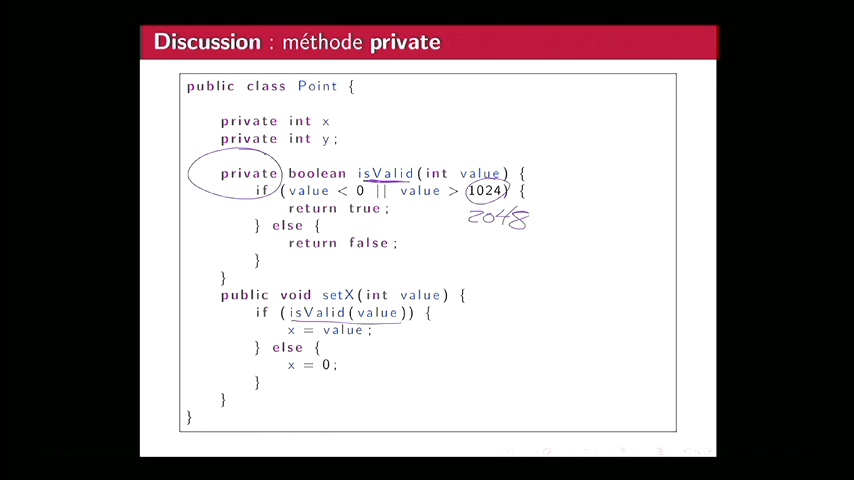 Discussion : méthode private
public class Point {
private int x
private int y;
private boolean isValid(int value) {
if (value < 0 || value > 1024) {
return true;
2048
} else {
return false;
}
}
public void setX(int value) {
if (isValid(value)) {
x = value;
} else {
x = 0;
}
}
}